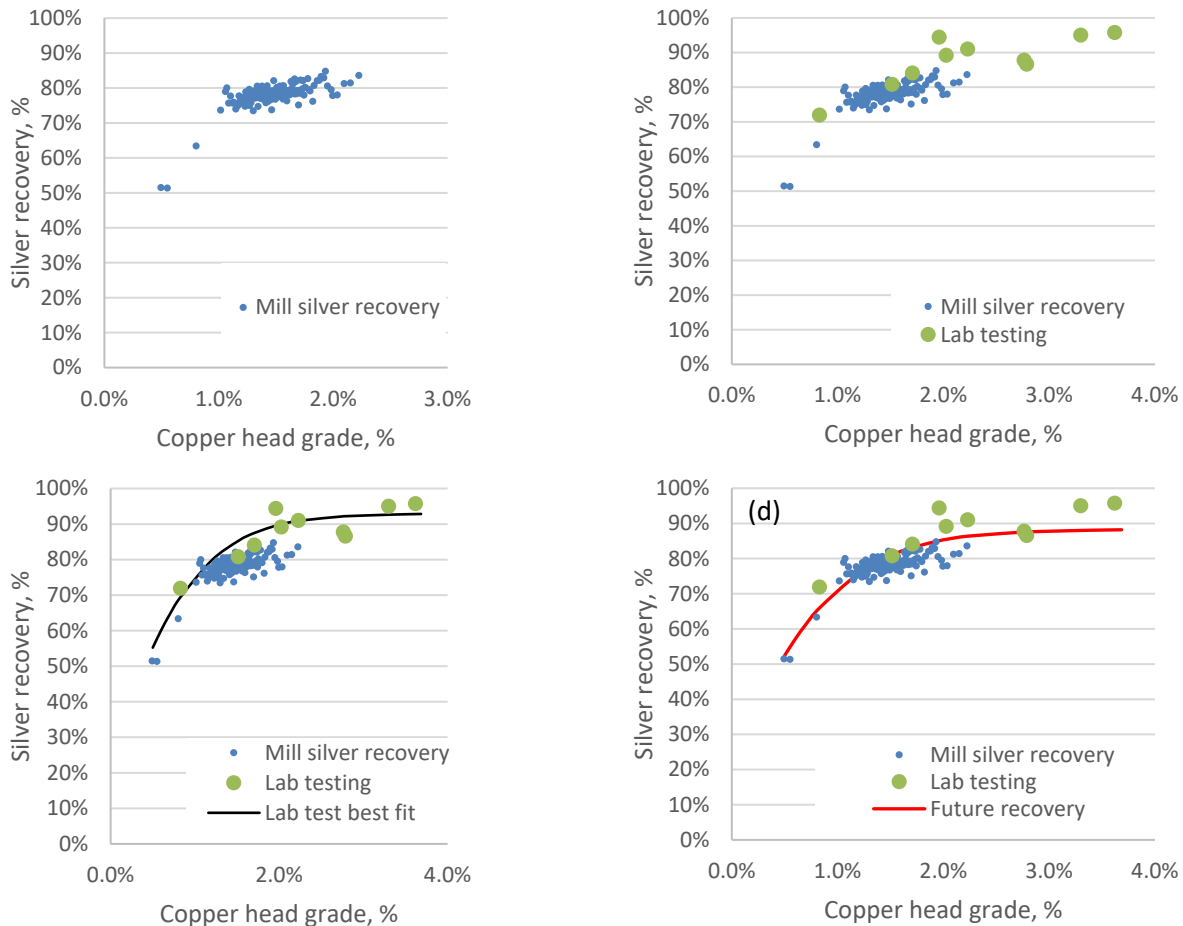 100%
90%
80%
70%
60%
50%
40%
30%
20%
10%
0%
Silver recovery, %
Mill silver recovery
0.0% 1.0% 2.0% 3.0%
Copper head grade, %
100%
90%
80%
70%
60%
50%
40%
30%
20%
10%
0%
Silver recovery, %
Mill silver recovery
Lab testing
0.0% 1.0% 2.0% 3.0% 4.0%
Copper head grade, %
100%
90%
80%
70%
60%
50%
40%
30%
20%
10%
0%
Silver recovery, %
Mill silver recovery
Lab testing
Lab test best fit
0.0% 2.0% 4.0%
Copper head grade, %
(d)
100%
90%
80%
70%
60%
50%
40%
30%
20%
10%
0%
Silver recovery, %
Mill silver recovery
Lab testing
Future recovery
0.0% 1.0% 2.0% 3.0% 4.0%
Copper head grade, %